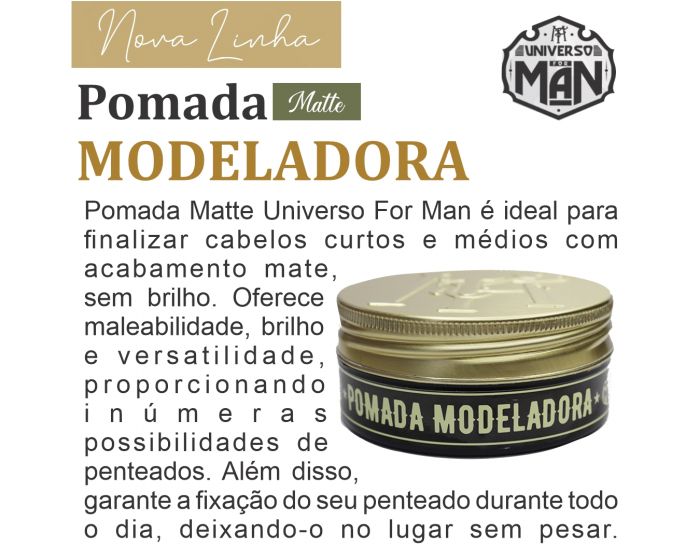 Nova Linha
UNIVERSO
FOR
MAN
Pomada Matte
MODELADORA
Pomada Matte Universo For Man é ideal para
finalizar cabelos curtos e médios com
acabamento mate,
sem brilho. Oferece
maleabilidade, brilho
e versatilidade,
proporcionando
inúmeras
possibilidades de
penteados. Além disso,
garante a fixação do seu penteado durante todo
o dia, deixando-o no lugar sem pesar.
POMADA MODELADORA